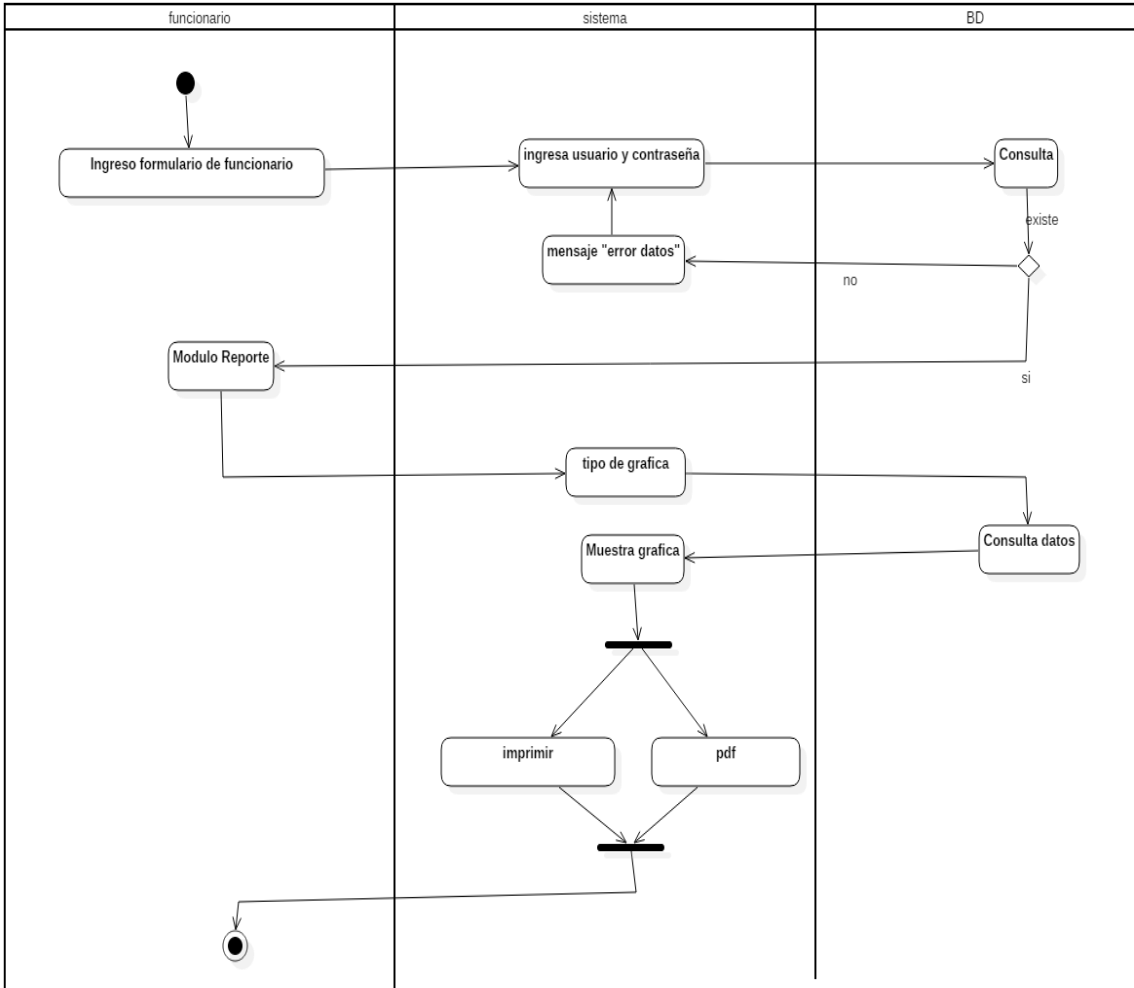 funcionario
sistema
BD
Ingreso formulario de funcionario
ingresa usuario y contraseña
Consulta
existe
mensaje "error datos"
no
Modulo Reporte
si
tipo de grafica
Consulta datos
Muestra grafica
imprimir
pdf